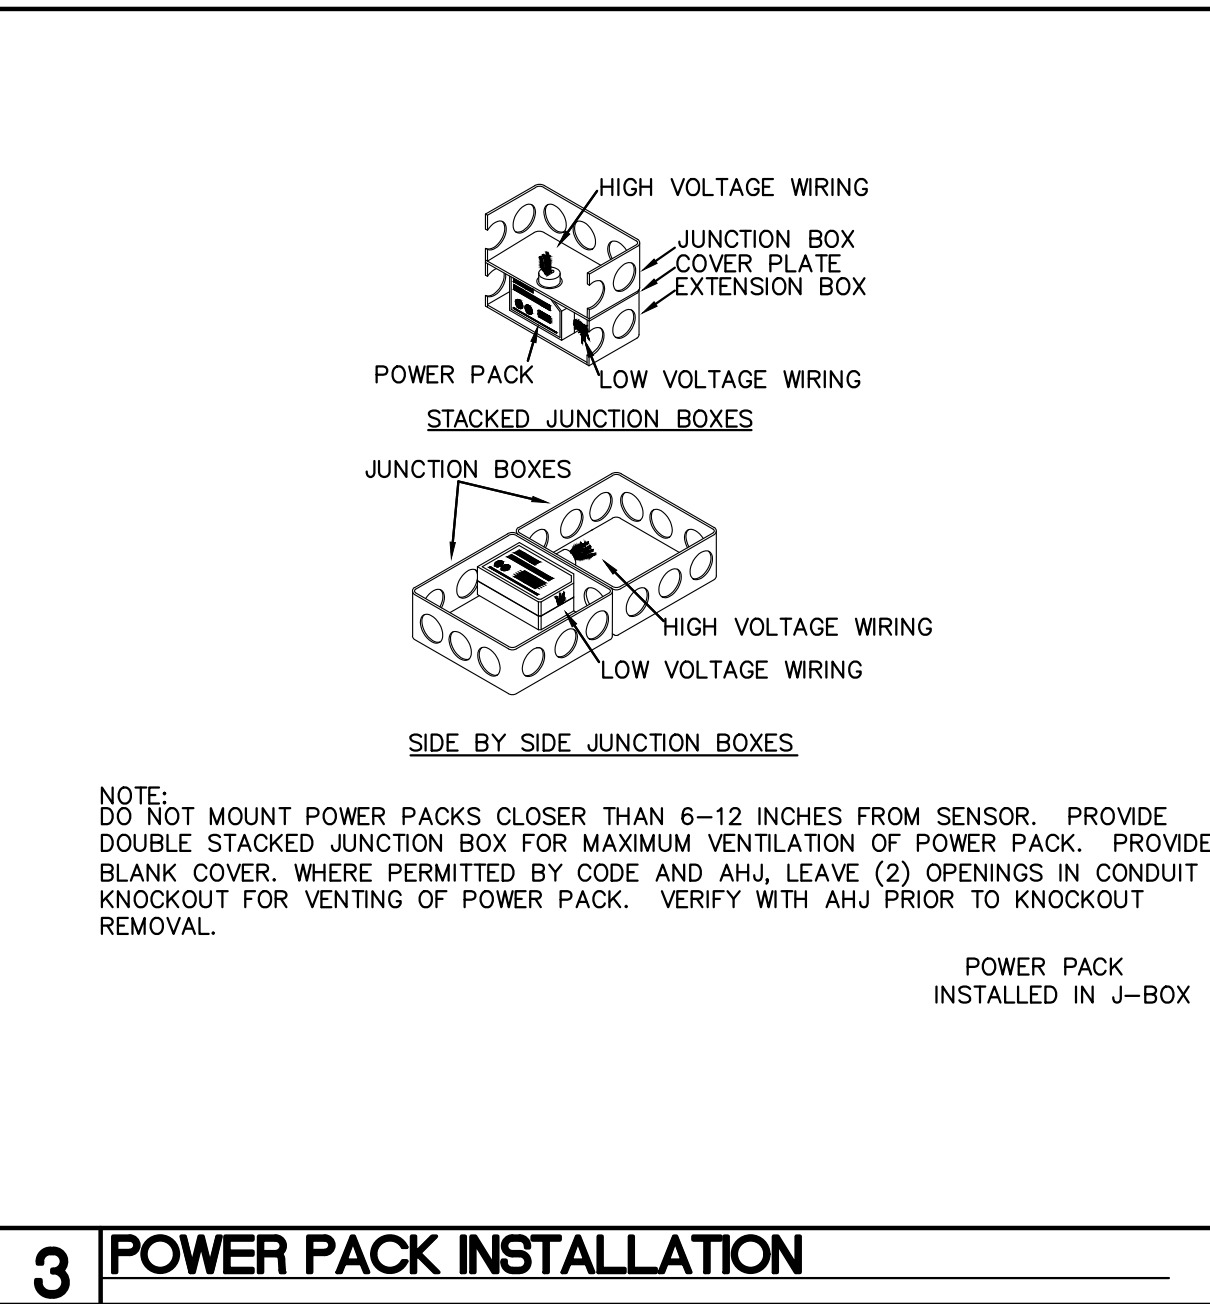 HIGH VOLTAGE WIRING
JUNCTION BOX
COVER PLATE
EXTENSION BOX
POWER PACK
LOW VOLTAGE WIRING
STACKED JUNCTION BOXES
JUNCTION BOXES
HIGH VOLTAGE WIRING
LOW VOLTAGE WIRING
SIDE BY SIDE JUNCTION BOXES
NOTE:
DO NOT MOUNT POWER PACKS CLOSER THAN 6–12 INCHES FROM SENSOR. PROVIDE
DOUBLE STACKED JUNCTION BOX FOR MAXIMUM VENTILATION OF POWER PACK. PROVIDE
BLANK COVER. WHERE PERMITTED BY CODE AND AHJ, LEAVE (2) OPENINGS IN CONDUIT
KNOCKOUT FOR VENTING OF POWER PACK. VERIFY WITH AHJ PRIOR TO KNOCKOUT
REMOVAL.
POWER PACK
INSTALLED IN J–BOX
3 POWER PACK INSTALLATION